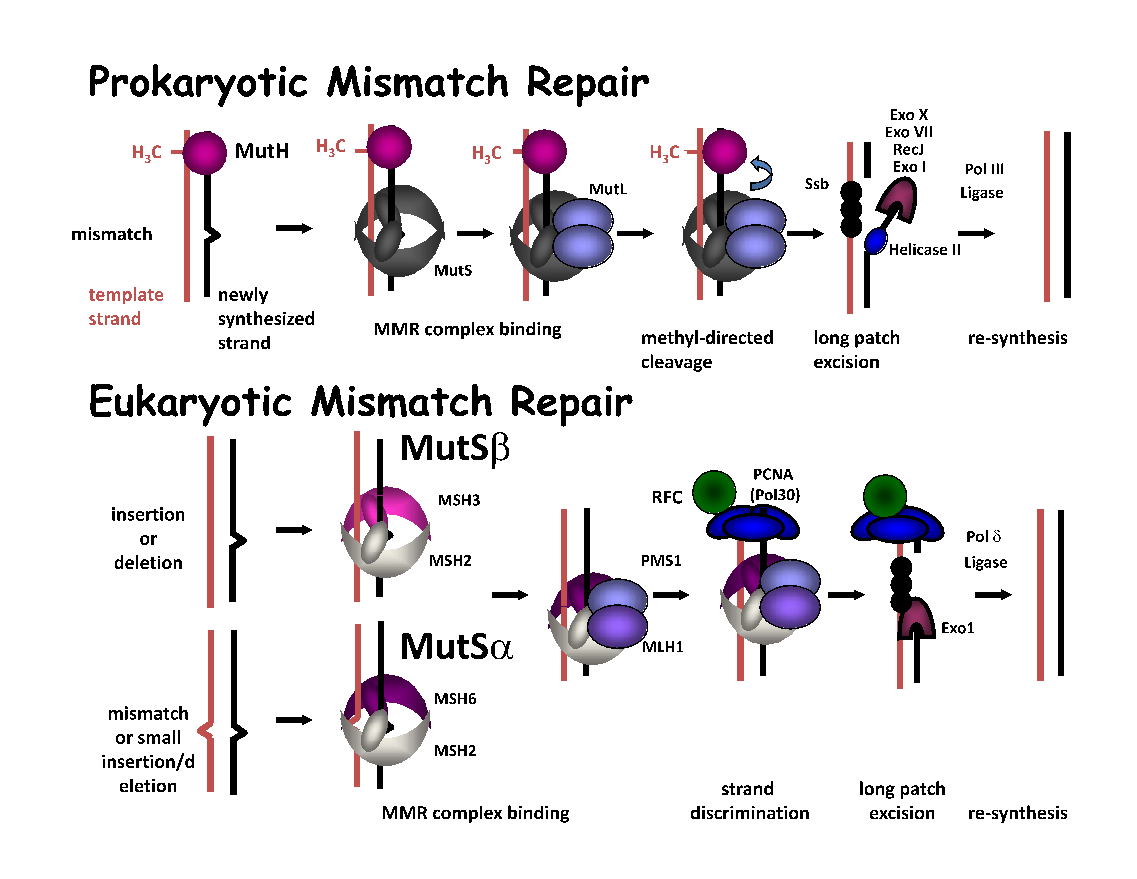 Prokaryotic Mismatch Repair
H3C
MutH
mismatch
template
strand
newly
synthesized
strand
H3C
MutS
H3C
MutL
MMR complex binding
H3C
methyl-directed
cleavage
Ssb
Exo X
Exo VII
RecJ
Exo I
Helicase II
long patch
excision
Pol III
Ligase
re-synthesis
Eukaryotic Mismatch Repair
insertion
or
deletion
MutSβ
MSH3
MSH2
mismatch
or small
insertion/d
eletion
MutSα
MSH6
MSH2
MMR complex binding
PMS1
MLH1
RFC
PCNA
(Pol30)
strand
discrimination
Exo1
long patch
excision
Pol δ
Ligase
re-synthesis